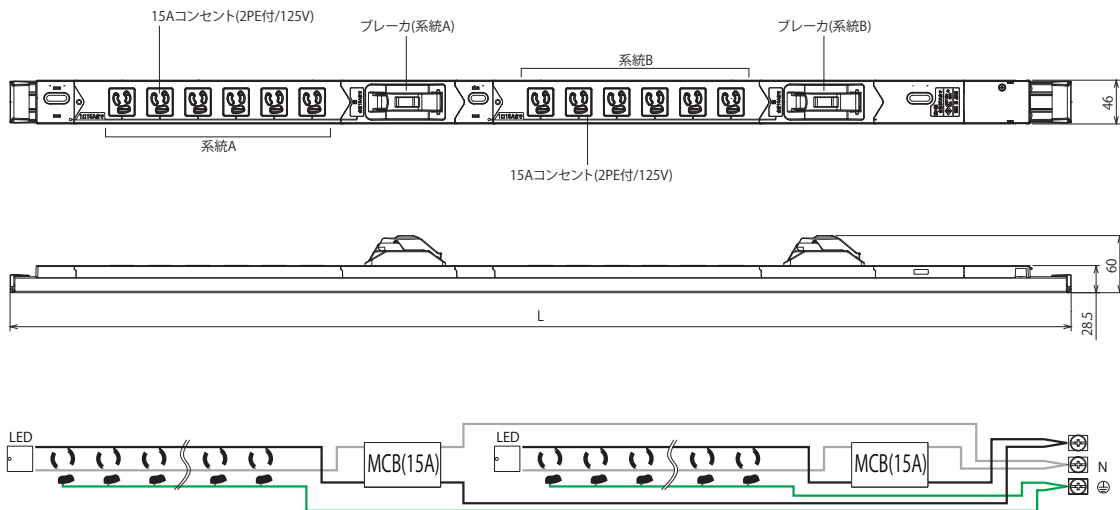 15Aコンセント(2PE付/125V)
ブレーカ(系統A)
系統B
ブレーカ(系統B)
46
系統A
15Aコンセント(2PE付/125V)
60
28.5
L
LED
MCB(15A)
LED
MCB(15A)
N